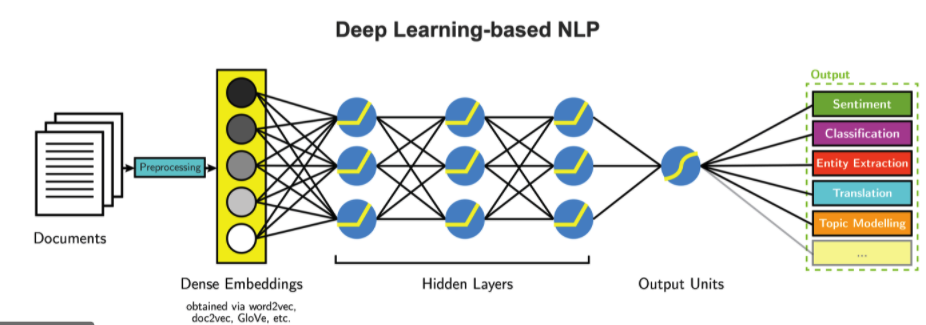 Deep Learning-based NLP
Documents
Preprocessing
Dense Embeddings
obtained via word2vec,
doc2vec, GloVe, etc.
Hidden Layers
Output Units
Output
Sentiment
Classification
Entity Extraction
Translation
Topic Modelling
...